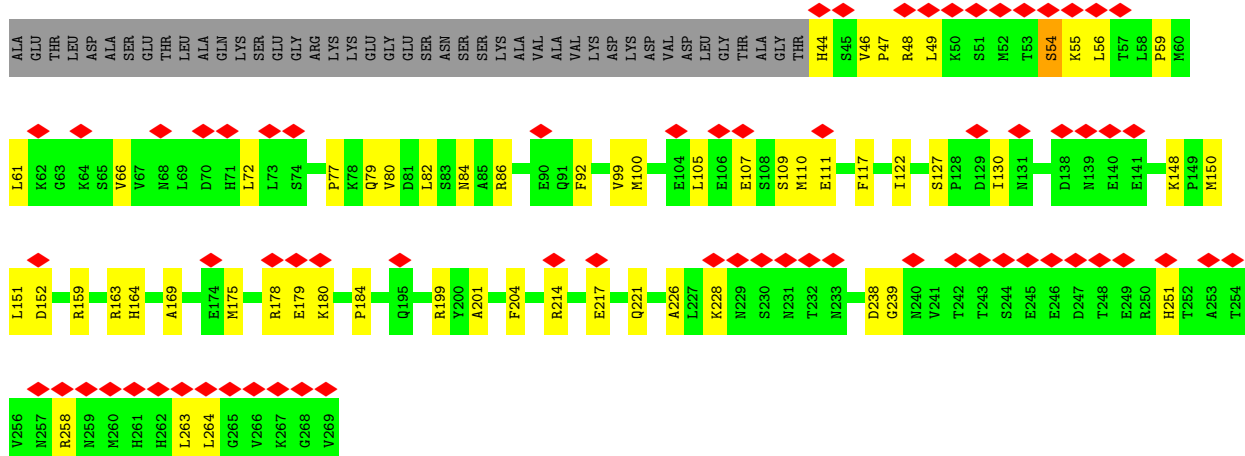 ALA GLU THR LEU ASP ALA SER GLU THR LEU ALA GLN LYS SER GLU GLY ARG LYS LYS GLU GLY GLU SER ASN SER SER LYS ALA VAL ALA VAL LYS ASP LYS ASP VAL ASP LEU GLY THR ALA GLY THR H44 S45 V46 P47 R48 L49 K50 S51 M52 T53 S54 K55 L56 T57 L58 P59 M60
L61 K62 G63 K64 S65 V66 V67 N68 L69 D70 H71 L72 L73 S74 P77 K78 Q79 V80 D81 L82 S83 N84 A85 R86 E90 Q91 F92 V99 M100 E104 L105 E106 E107 S108 S109 M110 E111 F117 I122 S127 P128 D129 I130 N131 D138 N139 E140 E141 K148 P149 M150
L151 D152 R159 R163 H164 A169 E174 M175 R178 E179 K180 P184 Q195 R199 Y200 A201 F204 R214 E217 Q221 A226 L227 K228 N229 S230 N231 T232 N233 D238 G239 N240 V241 T242 T243 S244 E245 E246 D247 T248 E249 R250 H251 T252 A253 T254
V256 N257 R258 N259 M260 H261 H262 L263 L264 G265 V266 K267 G268 V269